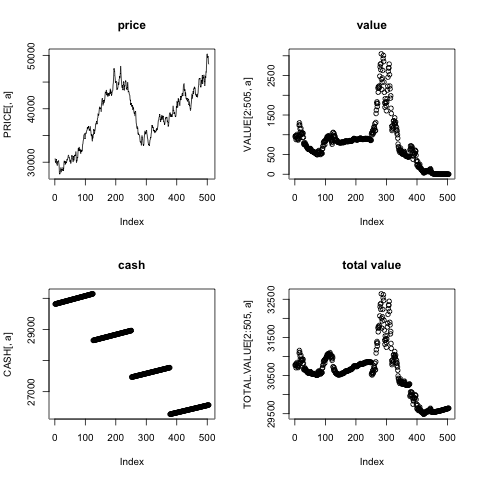 price
PRICE[, a]
30000
40000
50000
0 100 200 300 400 500
Index
value
VALUE[2:505, a]
0
500
1500
2500
0 100 200 300 400 500
Index
cash
CASH[, a]
27000
29000
0 100 200 300 400 500
Index
total value
TOTAL.VALUE[2:505, a]
29500
30500
31500
32500
0 100 200 300 400 500
Index